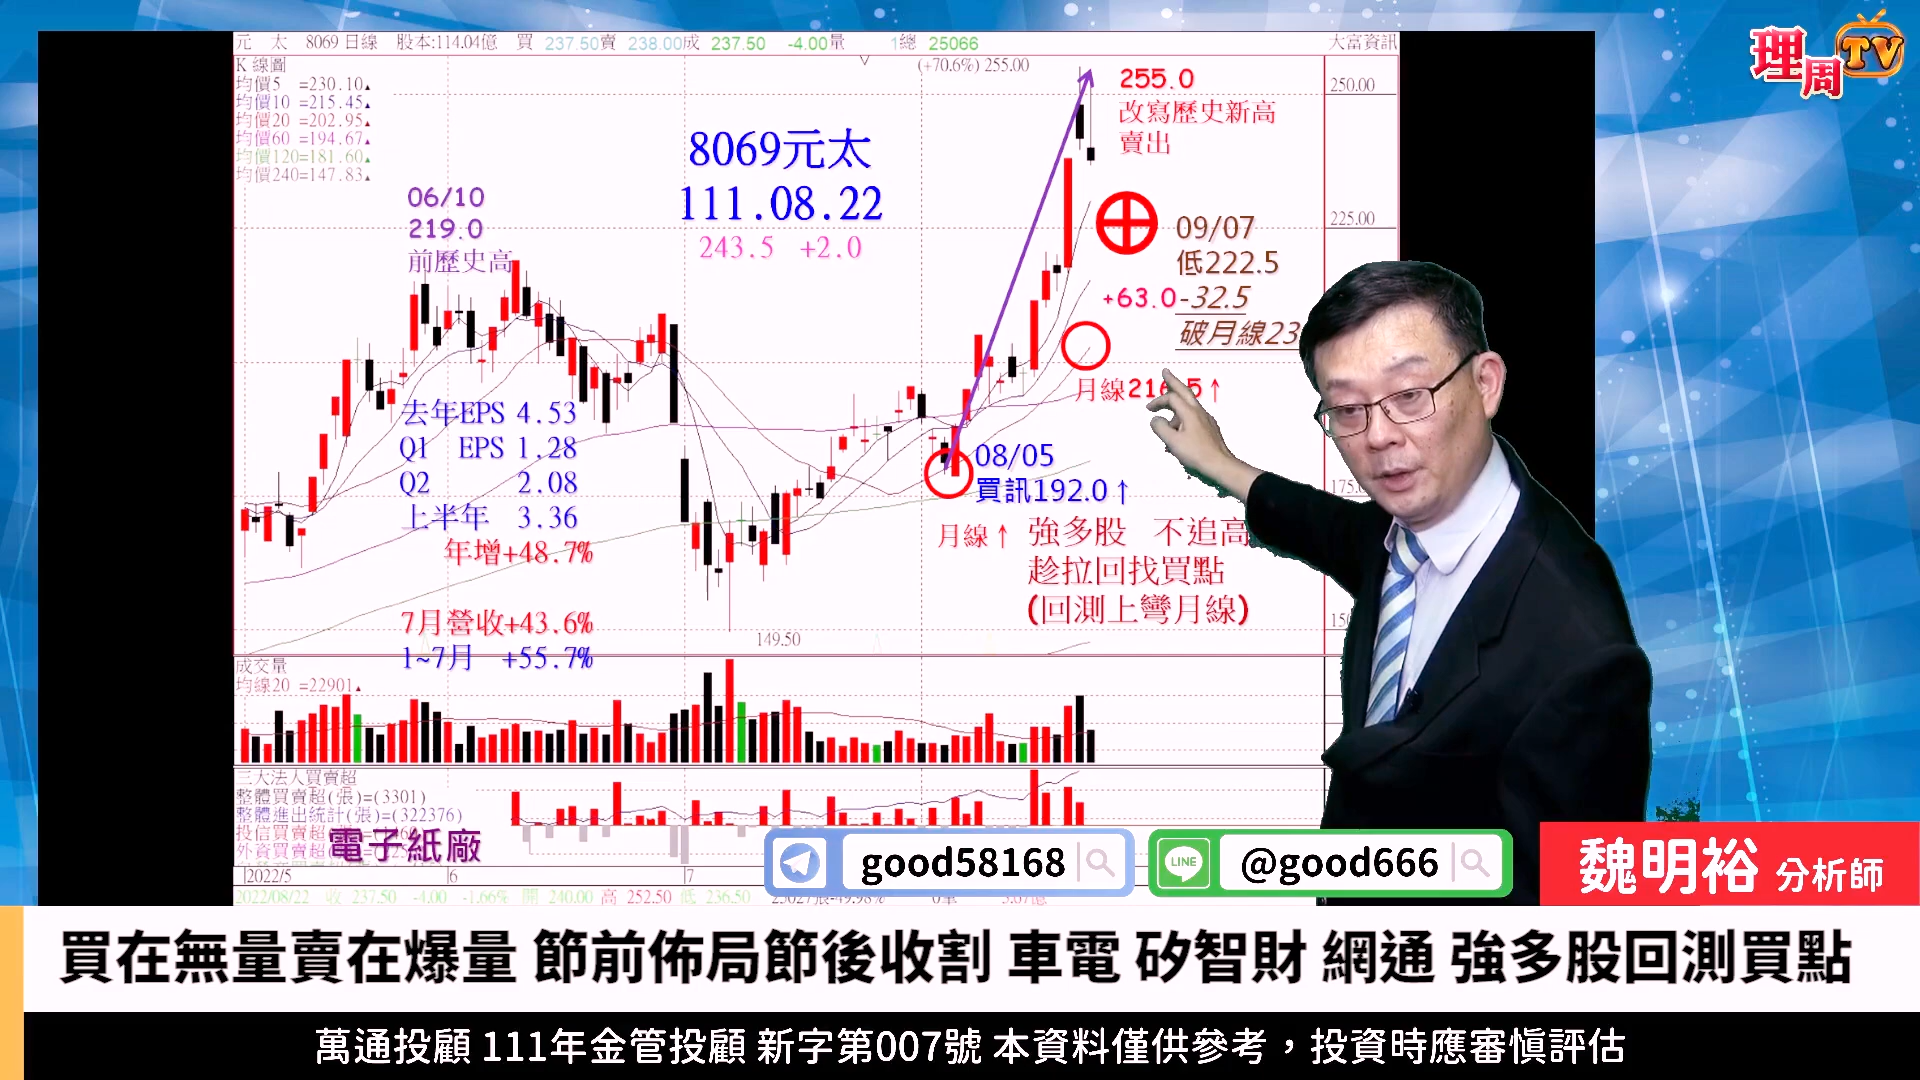 元 太 8069 日線 股本:114.04億 買 237.50賣 238.00成 237.50 -4.00量 1總 25066
大富資訊
理周TV
K 線圖
均價5 =230.10▲
均價10 =215.45▲
均價20 =202.95▲
均價60 =194.67▲
均價120=181.60▲
均價240=147.83▲
(+70.6%) 255.00
250.00
225.00
255.0
改寫歷史新高
賣出
8069元太
111.08.22
243.5 +2.0
06/10
219.0
前歷史高
09/07
低222.5
+63.0-32.5
破月線23
月線216.5↑
08/05
買訊192.0↑
月線↑
強多股 不追高
趁拉回找買點
(回測上彎月線)
去年EPS 4.53
Q1 EPS 1.28
Q2 2.08
上半年 3.36
年增+48.7%
7月營收+43.6%
1~7月 +55.7%
149.50
成交量
均線20 =22901▲
三大法人買賣超
整體買賣超(張)=(3301)
整體進出統計(張)=(322376)
投信買賣超
外資買賣超
電子紙廠
2022/5
6
7
2022/08/22 收 237.50 -4.00 -1.66% 開 240.00 高 252.50 低 236.50
good58168
LINE
@good666
魏明裕 分析師
買在無量賣在爆量 節前佈局節後收割 車電 矽智財 網通 強多股回測買點
萬通投顧 111年金管投顧 新字第007號 本資料僅供參考，投資時應審慎評估